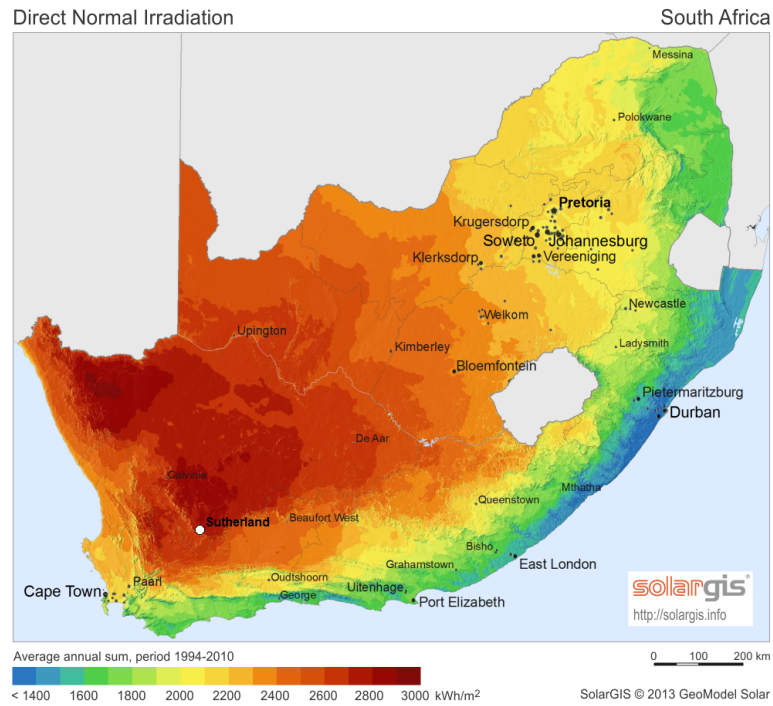 Direct Normal Irradiation
South Africa
Messina
Polokwane
Pretoria
Krugersdorp
Soweto
Johannesburg
Klerksdorp
Vereeniging
Newcastle
Welkom
Upington
Ladysmith
Kimberley
Bloemfontein
Pietermaritzburg
Durban
De Aar
Calvinia
Mthatha
Queenstown
Sutherland
Beaufort West
Bisho
East London
Grahamstown
Oudtshoorn
Paarl
Uitenhage
Cape Town
George
Port Elizabeth
solargis®
http://solargis.info
Average annual sum, period 1994-2010
0 100 200 km
< 1400 1600 1800 2000 2200 2400 2600 2800 3000 kWh/m²
SolarGIS © 2013 GeoModel Solar